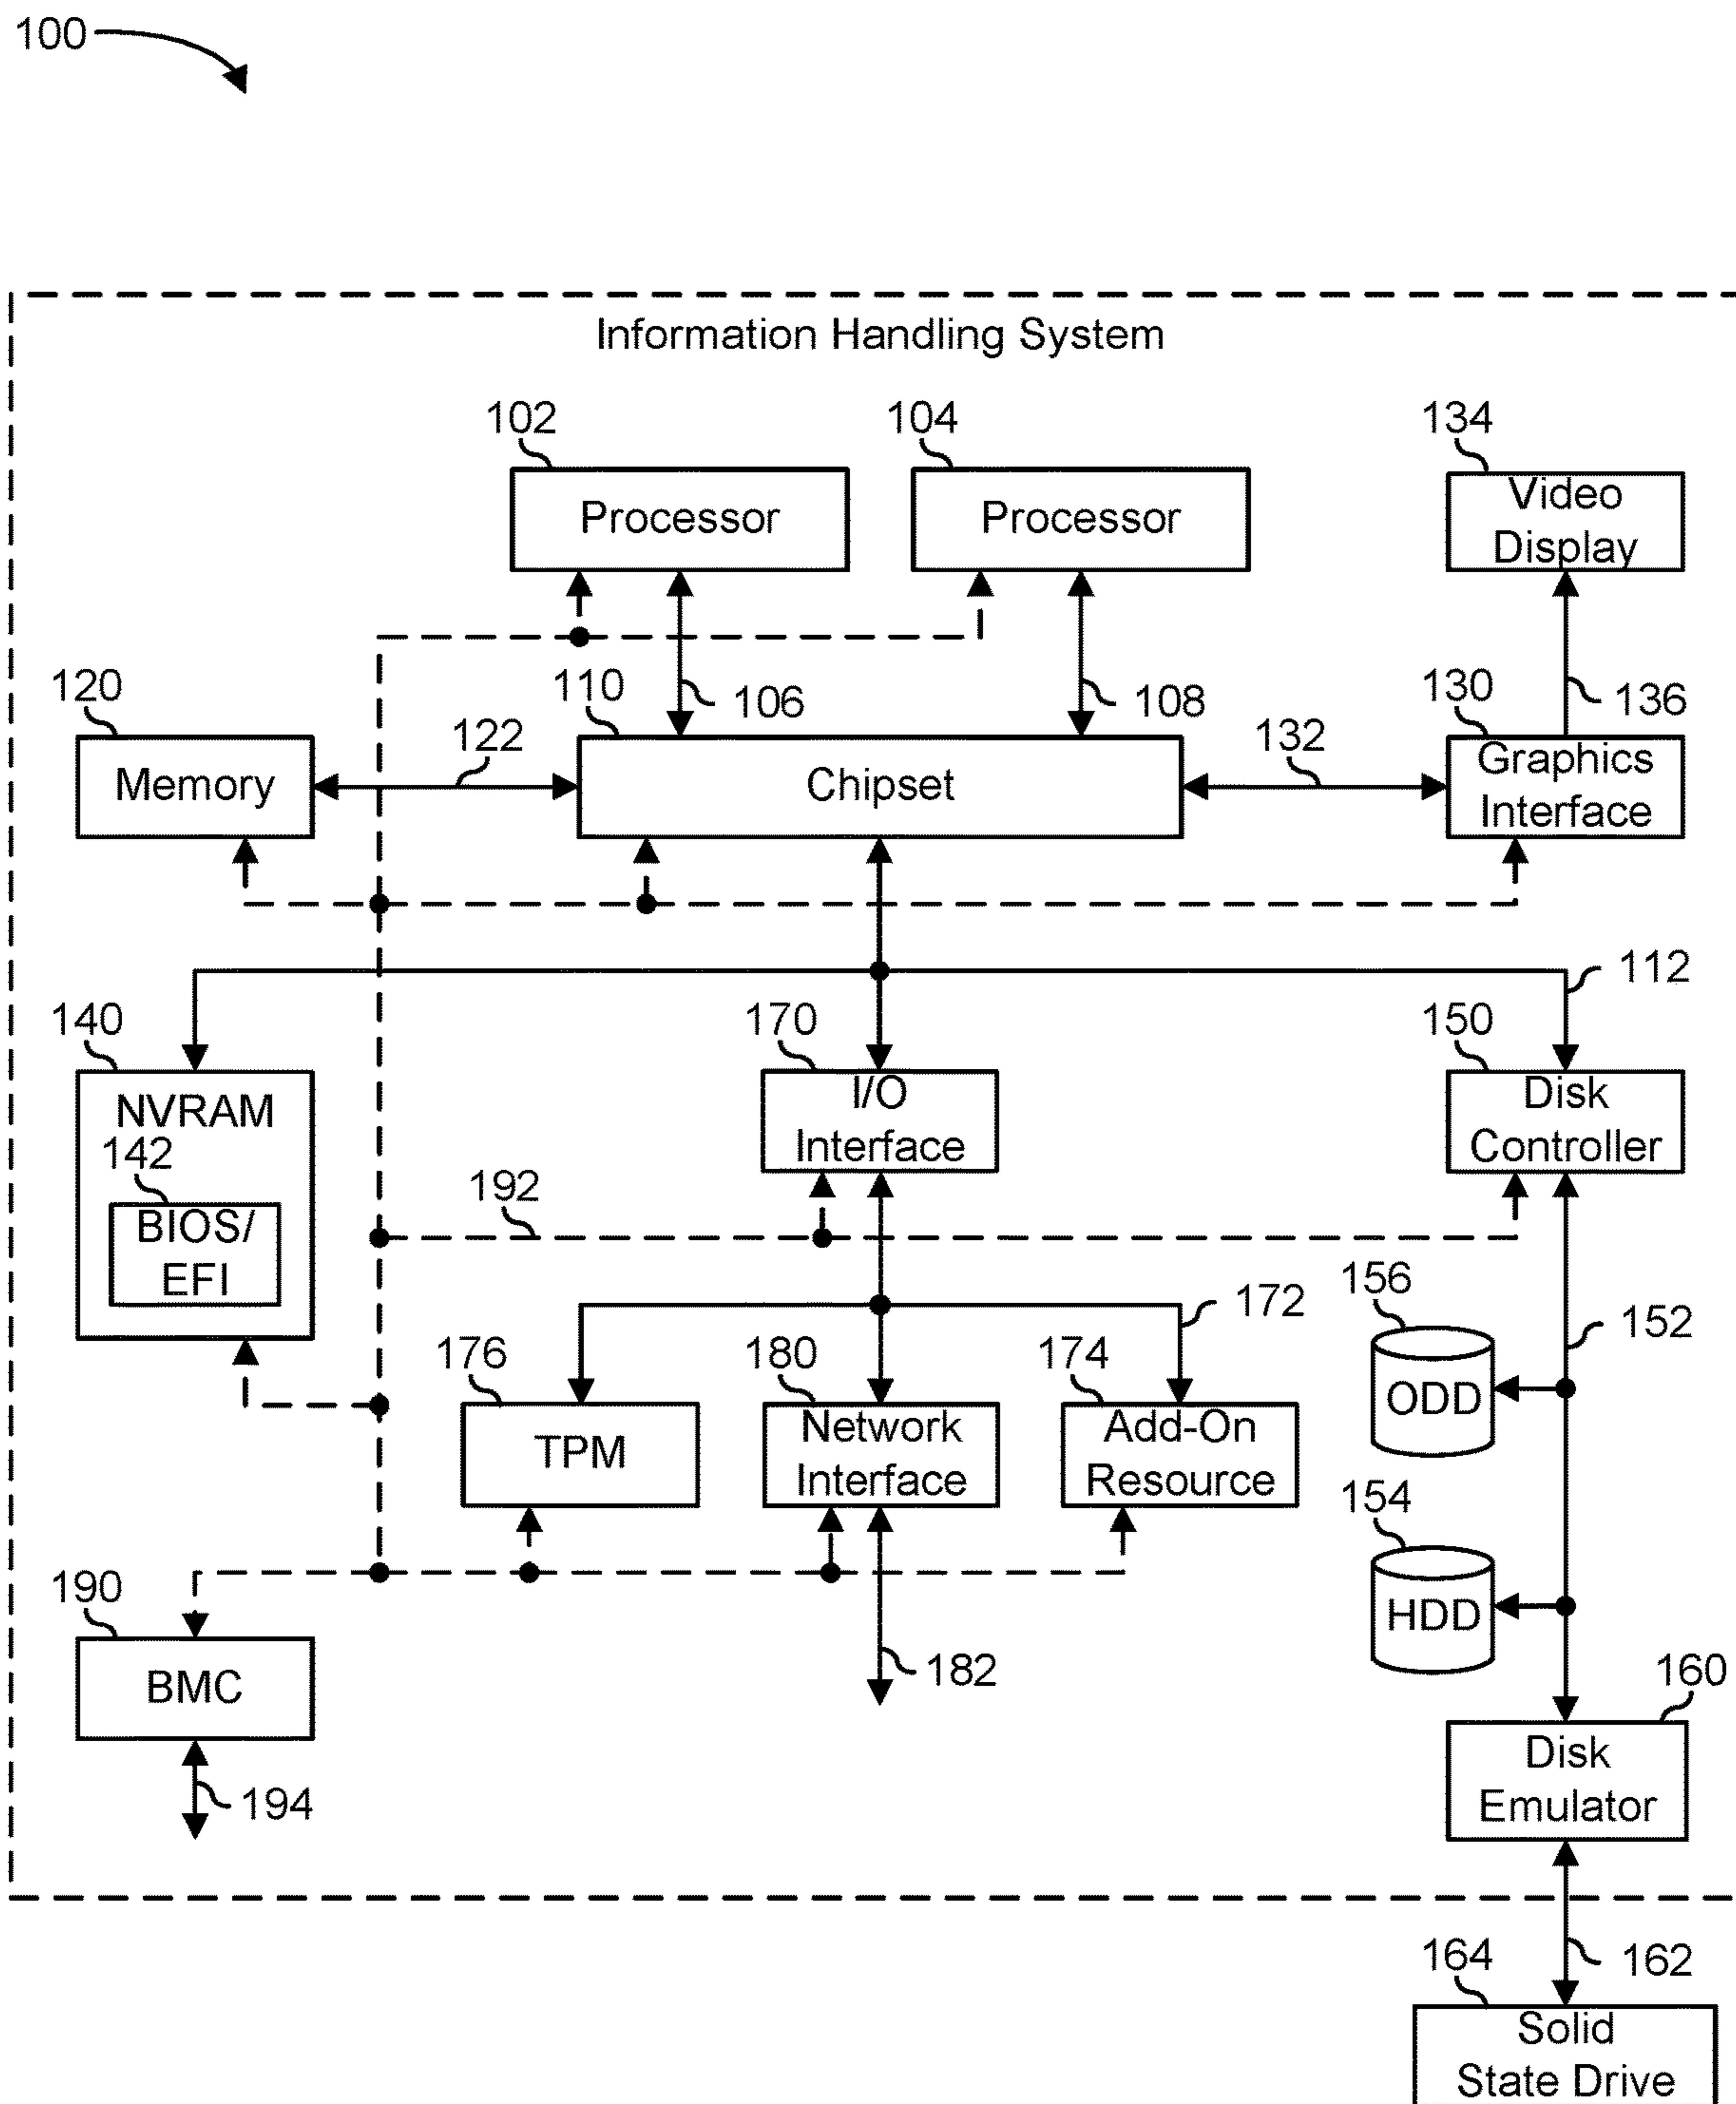 100
Information Handling System
102
104
134
Processor
Processor
Video
Display
120
110
106
108
130
136
122
132
Memory
Chipset
Graphics
Interface
112
140
170
150
NVRAM
I/O
Interface
Disk
Controller
142
BIOS/
EFI
192
156
172
152
176
180
174
ODD
TPM
Network
Interface
Add-On
Resource
154
190
HDD
BMC
182
160
194
Disk
Emulator
164
162
Solid
State Drive